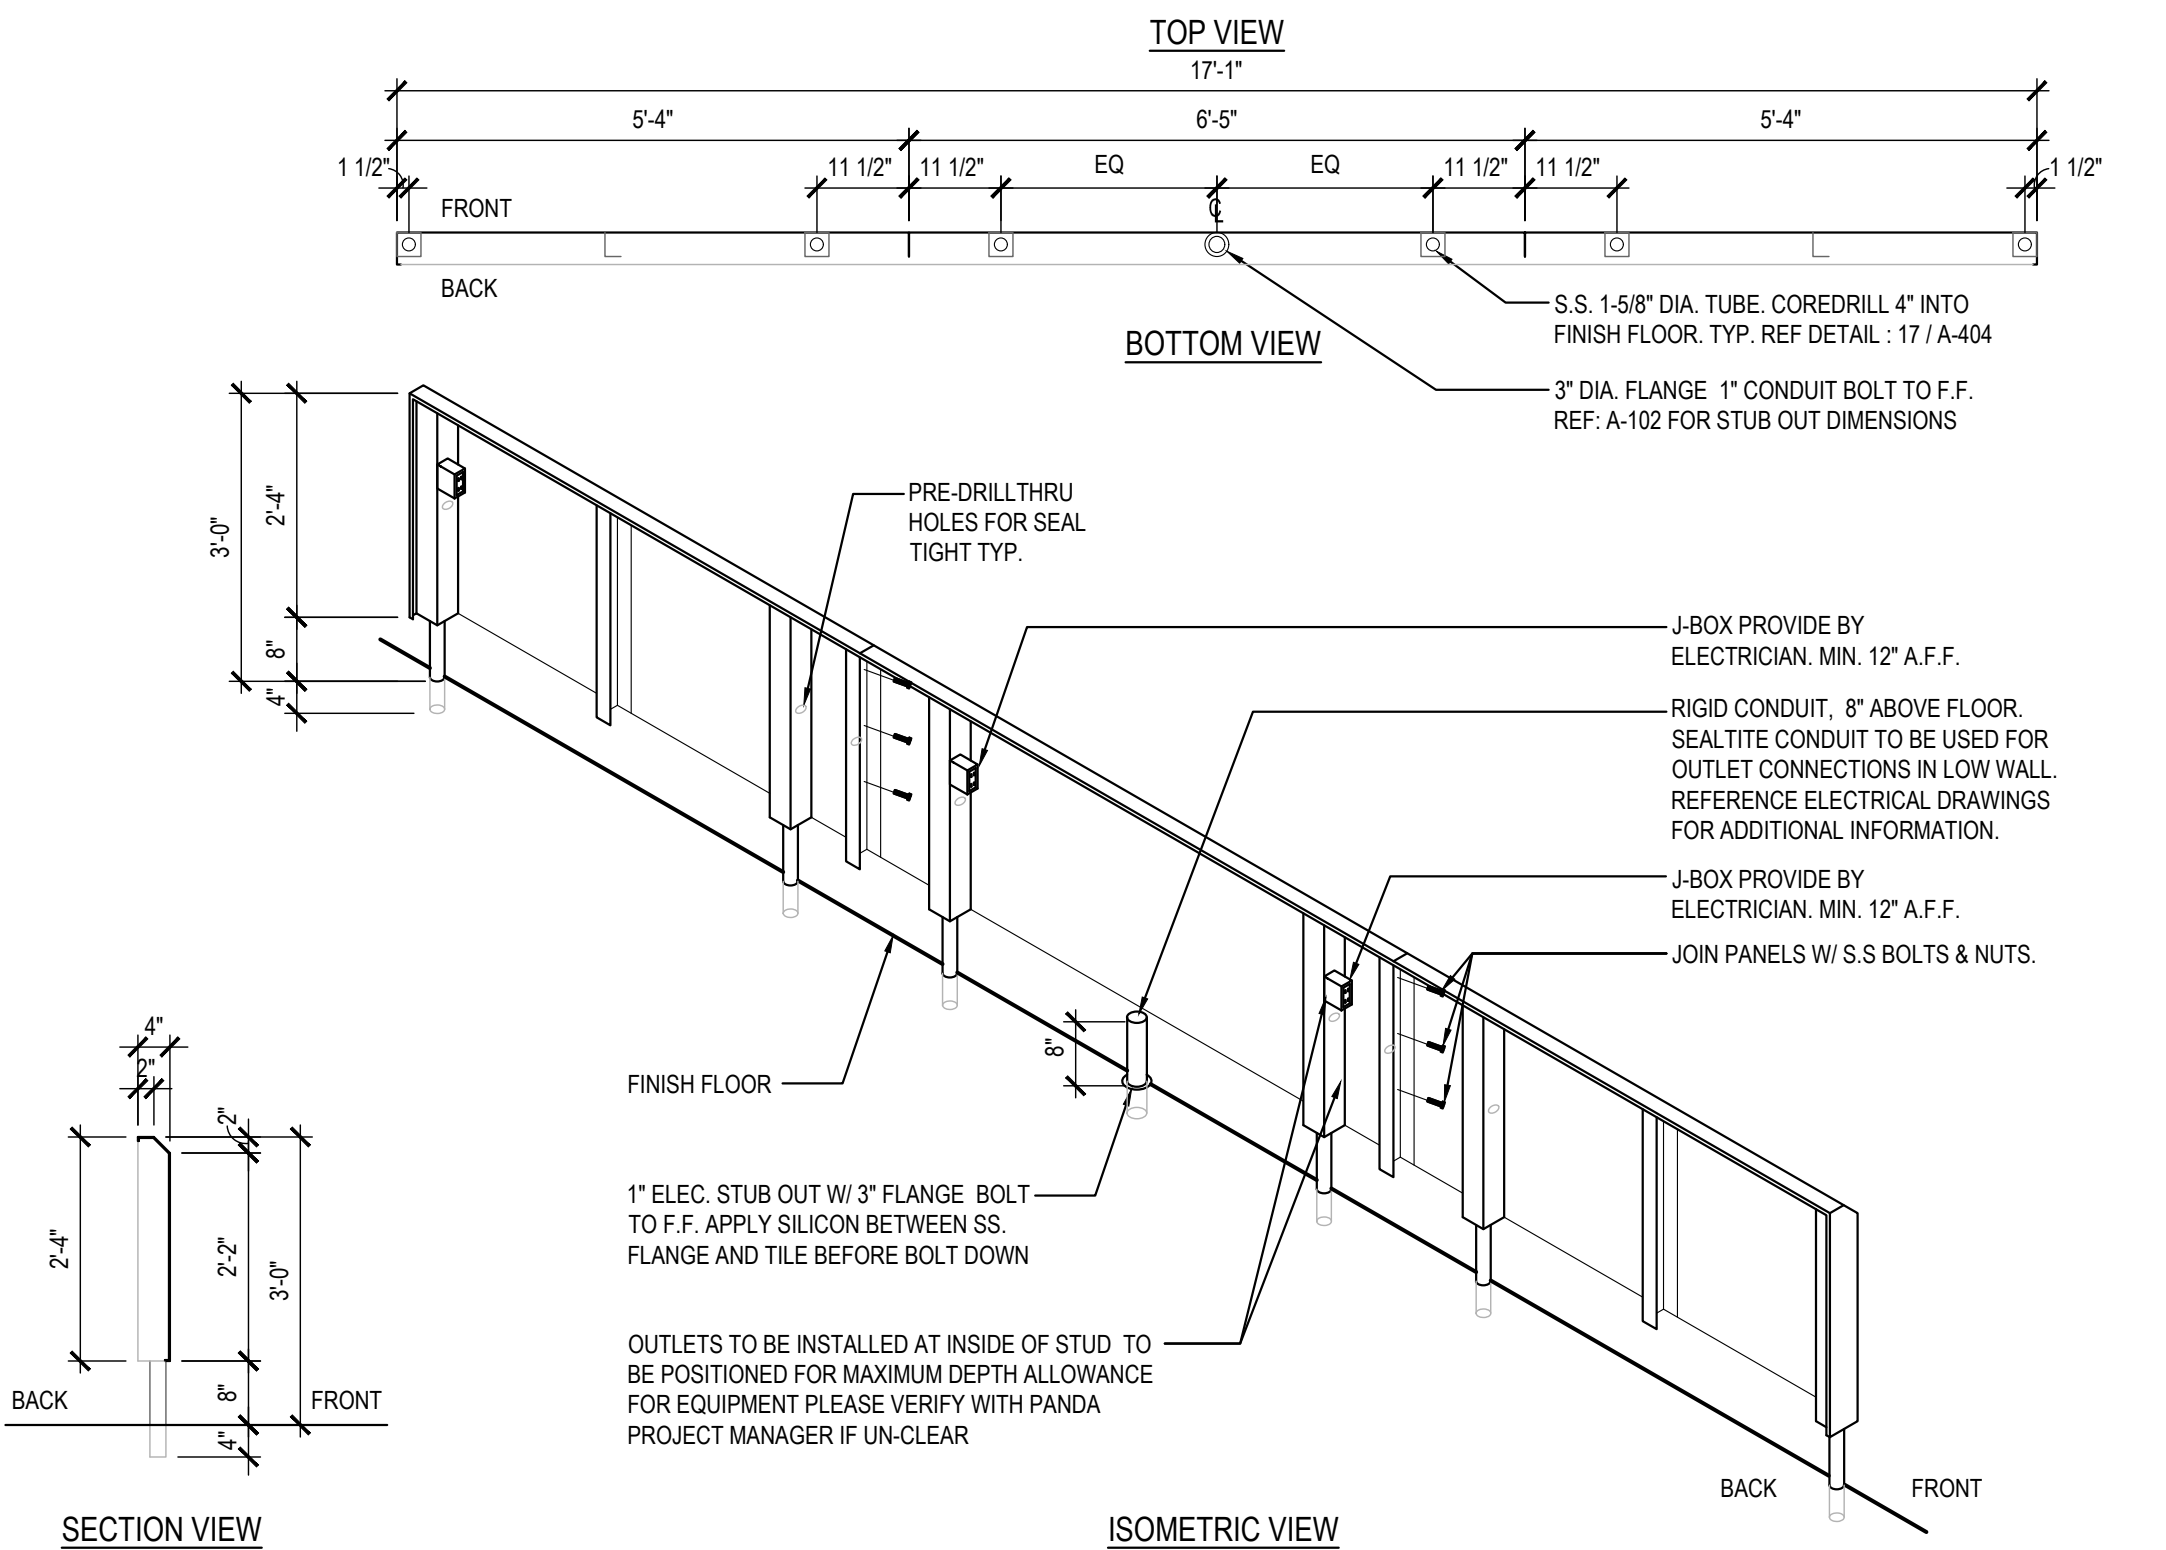 TOP VIEW
17'-1"
5'-4"
6'-5"
5'-4"
1 1/2"
11 1/2"
11 1/2"
EQ
EQ
11 1/2"
11 1/2"
1 1/2"
FRONT
CL
BACK
S.S. 1-5/8" DIA. TUBE. COREDRILL 4" INTO
FINISH FLOOR. TYP. REF DETAIL : 17 / A-404
BOTTOM VIEW
3" DIA. FLANGE 1" CONDUIT BOLT TO F.F.
REF: A-102 FOR STUB OUT DIMENSIONS
3'-0"
2'-4"
8"
4"
PRE-DRILLTHRU
HOLES FOR SEAL
TIGHT TYP.
J-BOX PROVIDE BY
ELECTRICIAN. MIN. 12" A.F.F.
RIGID CONDUIT, 8" ABOVE FLOOR.
SEALTITE CONDUIT TO BE USED FOR
OUTLET CONNECTIONS IN LOW WALL.
REFERENCE ELECTRICAL DRAWINGS
FOR ADDITIONAL INFORMATION.
J-BOX PROVIDE BY
ELECTRICIAN. MIN. 12" A.F.F.
JOIN PANELS W/ S.S BOLTS & NUTS.
8"
FINISH FLOOR
1" ELEC. STUB OUT W/ 3" FLANGE BOLT
TO F.F. APPLY SILICON BETWEEN SS.
FLANGE AND TILE BEFORE BOLT DOWN
OUTLETS TO BE INSTALLED AT INSIDE OF STUD TO
BE POSITIONED FOR MAXIMUM DEPTH ALLOWANCE
FOR EQUIPMENT PLEASE VERIFY WITH PANDA
PROJECT MANAGER IF UN-CLEAR
4"
2"
2"
2'-4"
2'-2"
3'-0"
8"
4"
BACK
FRONT
SECTION VIEW
BACK
FRONT
ISOMETRIC VIEW